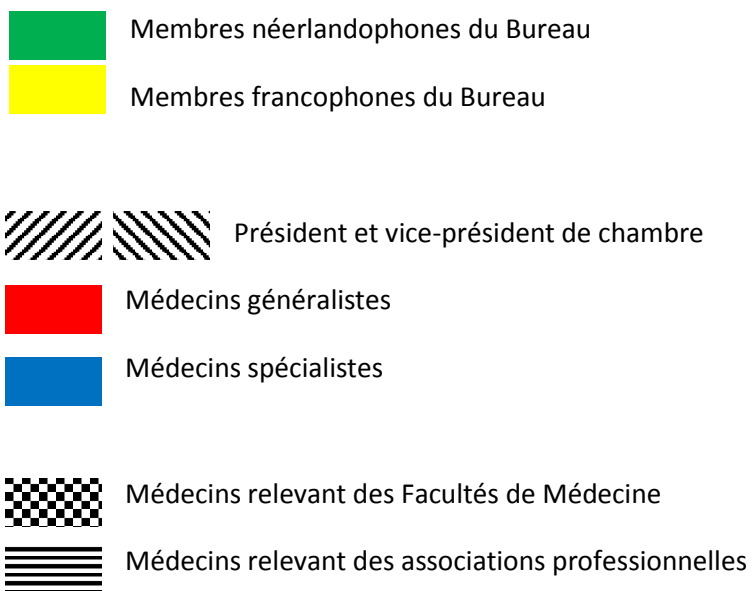 Membres néerlandophones du Bureau
Membres francophones du Bureau
Président et vice-président de chambre
Médecins généralistes
Médecins spécialistes
Médecins relevant des Facultés de Médecine
Médecins relevant des associations professionnelles